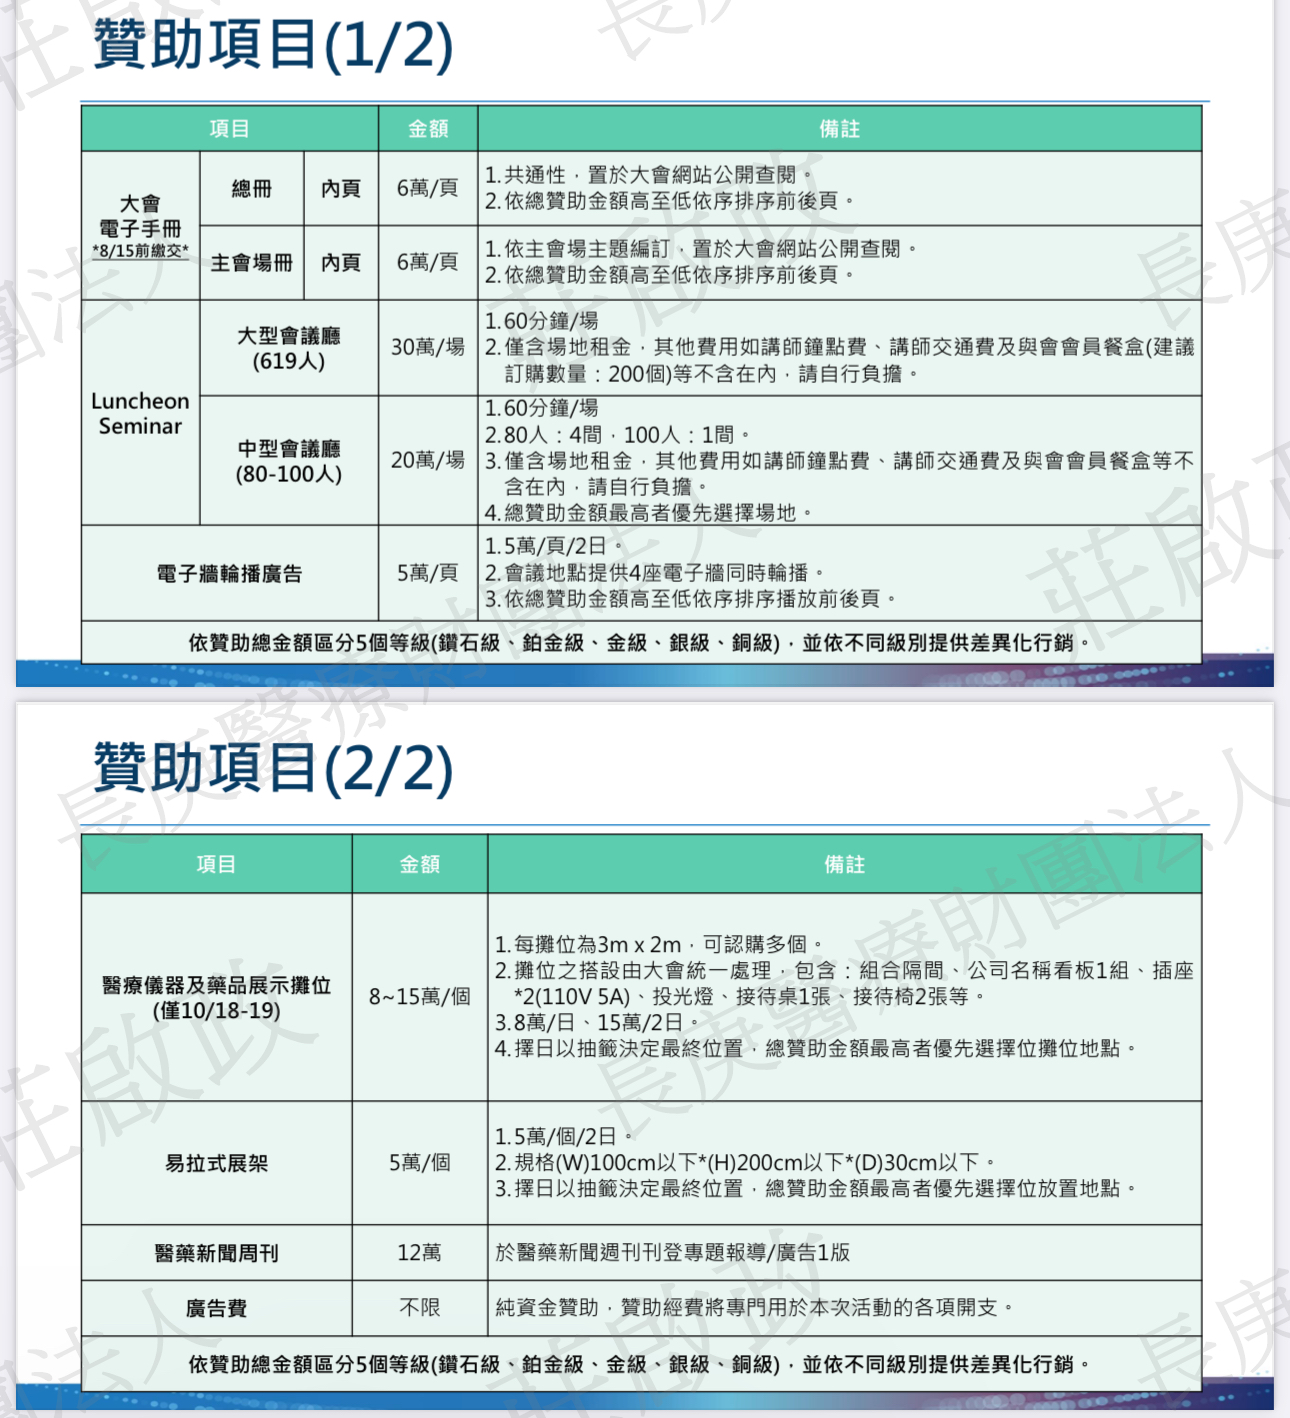 贊助項目(1/2)
項目 金額 備註
大會
電子手冊
*8/15前繳交*
總冊 內頁 6萬/頁
1.共通性，置於大會網站公開查閱。
2.依總贊助金額高至低依序排序前後頁。
主會場冊 內頁 6萬/頁
1.依主會場主題編訂，置於大會網站公開查閱。
2.依總贊助金額高至低依序排序前後頁。
Luncheon
Seminar
大型會議廳
(619人)
30萬/場
1.60分鐘/場
2.僅含場地租金，其他費用如講師鐘點費、講師交通費及與會會員餐盒(建議
訂購數量：200個)等不含在內，請自行負擔。
中型會議廳
(80-100人)
20萬/場
1.60分鐘/場
2.80人：4間，100人：1間。
3.僅含場地租金，其他費用如講師鐘點費、講師交通費及與會會員餐盒等不
含在內，請自行負擔。
4.總贊助金額最高者優先選擇場地。
電子牆輪播廣告 5萬/頁
1.5萬/頁/2日。
2.會議地點提供4座電子牆同時輪播。
3.依總贊助金額高至低依序排序播放前後頁。
依贊助總金額區分5個等級(鑽石級、鉑金級、金級、銀級、銅級)，並依不同級別提供差異化行銷。
贊助項目(2/2)
項目 金額 備註
醫療儀器及藥品展示攤位
(僅10/18-19)
8~15萬/個
1.每攤位為3m x 2m，可認購多個。
2.攤位之搭設由大會統一處理，包含：組合隔間、公司名稱看板1組、插座
*2(110V 5A)、投光燈、接待桌1張、接待椅2張等。
3.8萬/日、15萬/2日。
4.擇日以抽籤決定最終位置，總贊助金額最高者優先選擇位攤位地點。
易拉式展架 5萬/個
1.5萬/個/2日。
2.規格(W)100cm以下*(H)200cm以下*(D)30cm以下。
3.擇日以抽籤決定最終位置，總贊助金額最高者優先選擇位放置地點。
醫藥新聞周刊 12萬 於醫藥新聞週刊刊登專題報導/廣告1版
廣告費 不限 純資金贊助，贊助經費將專門用於本次活動的各項開支。
依贊助總金額區分5個等級(鑽石級、鉑金級、金級、銀級、銅級)，並依不同級別提供差異化行銷。
長庚醫療財團法人
莊啟政